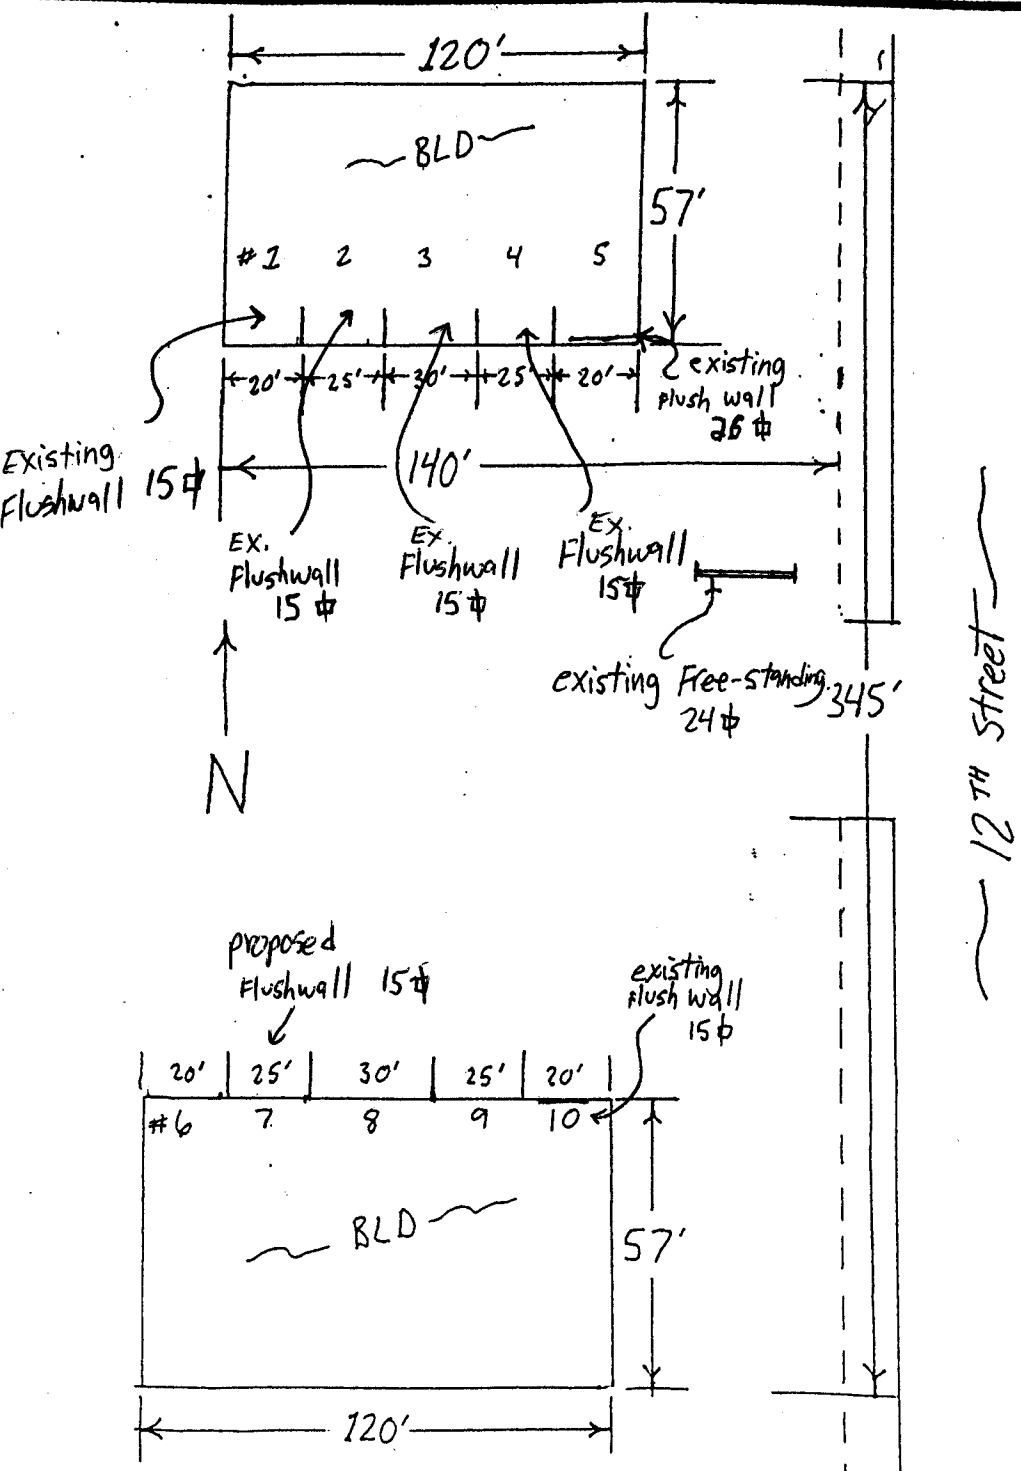 120'
BLD
57'
#1 2 3 4 5
20' 25' 30' 25' 20'
existing
flush wall
26 ⌷
Existing
Flushwall 15⌷
140'
Ex.
Flushwall
15 ⌷
Ex.
Flushwall
15⌷
Ex.
Flushwall
15⌷
existing Free-standing
24⌷
345'
N
12TH Street
proposed
Flushwall 15⌷
existing
flush wall
15⌷
20' 25' 30' 25' 20'
#6 7 8 9 10
BLD
57'
120'